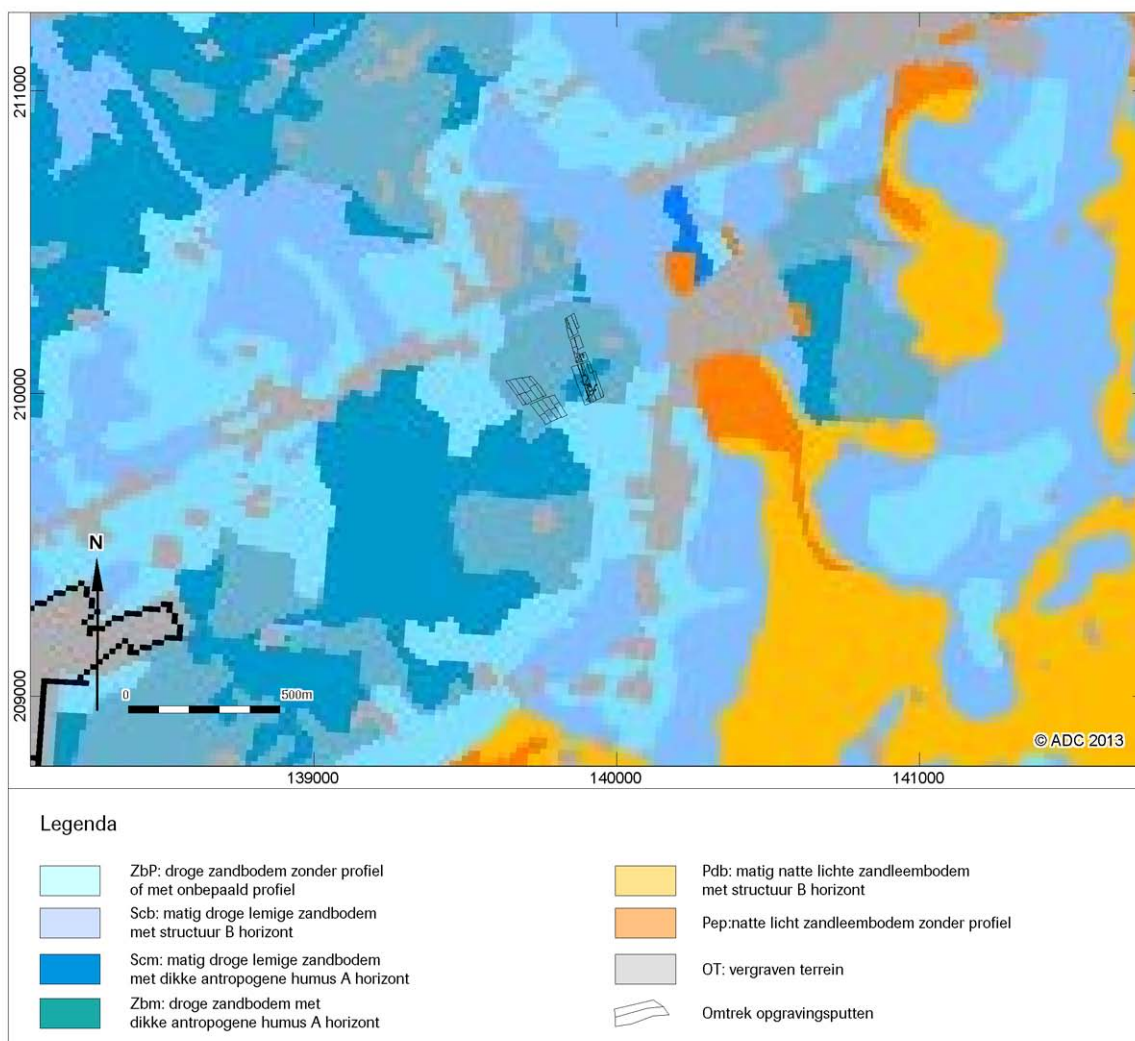 211000
210000
209000
N
0
500m
© ADC 2013
139000
140000
141000
Legenda
ZbP: droge zandbodem zonder profiel
of met onbepaald profiel
Scb: matig droge lemige zandbodem
met structuur B horizont
Scm: matig droge lemige zandbodem
met dikke antropogene humus A horizont
Zbm: droge zandbodem met
dikke antropogene humus A horizont
Pdb: matig natte lichte zandleembodem
met structuur B horizont
Pep:natte licht zandleembodem zonder profiel
OT: vergraven terrein
Omtrek opgravingsputten